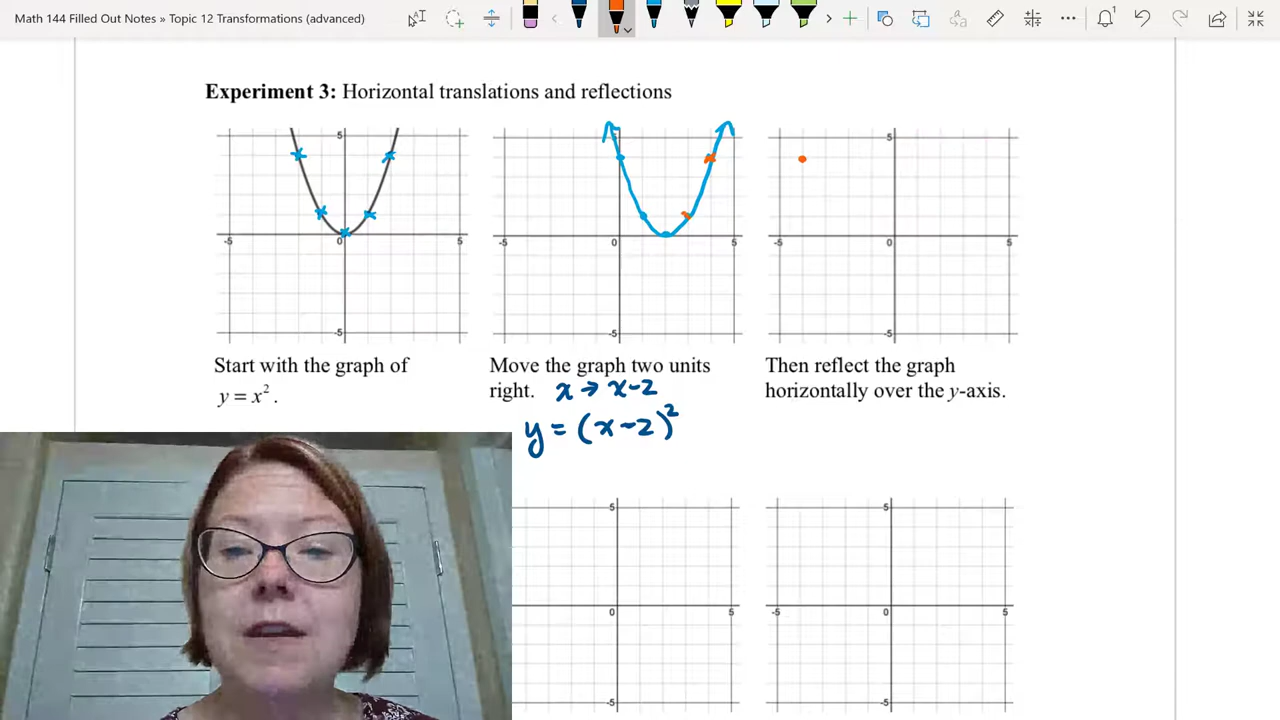 Math 144 Filled Out Notes » Topic 12 Transformations (advanced)
Experiment 3: Horizontal translations and reflections
5
-5
0
5
-5
5
-5
0
5
-5
5
-5
0
5
-5
Start with the graph of
y = x².
Move the graph two units
right. x → x-2
y = (x-2)²
Then reflect the graph
horizontally over the y-axis.
5
0
5
-5
5
-5
0
5
-5